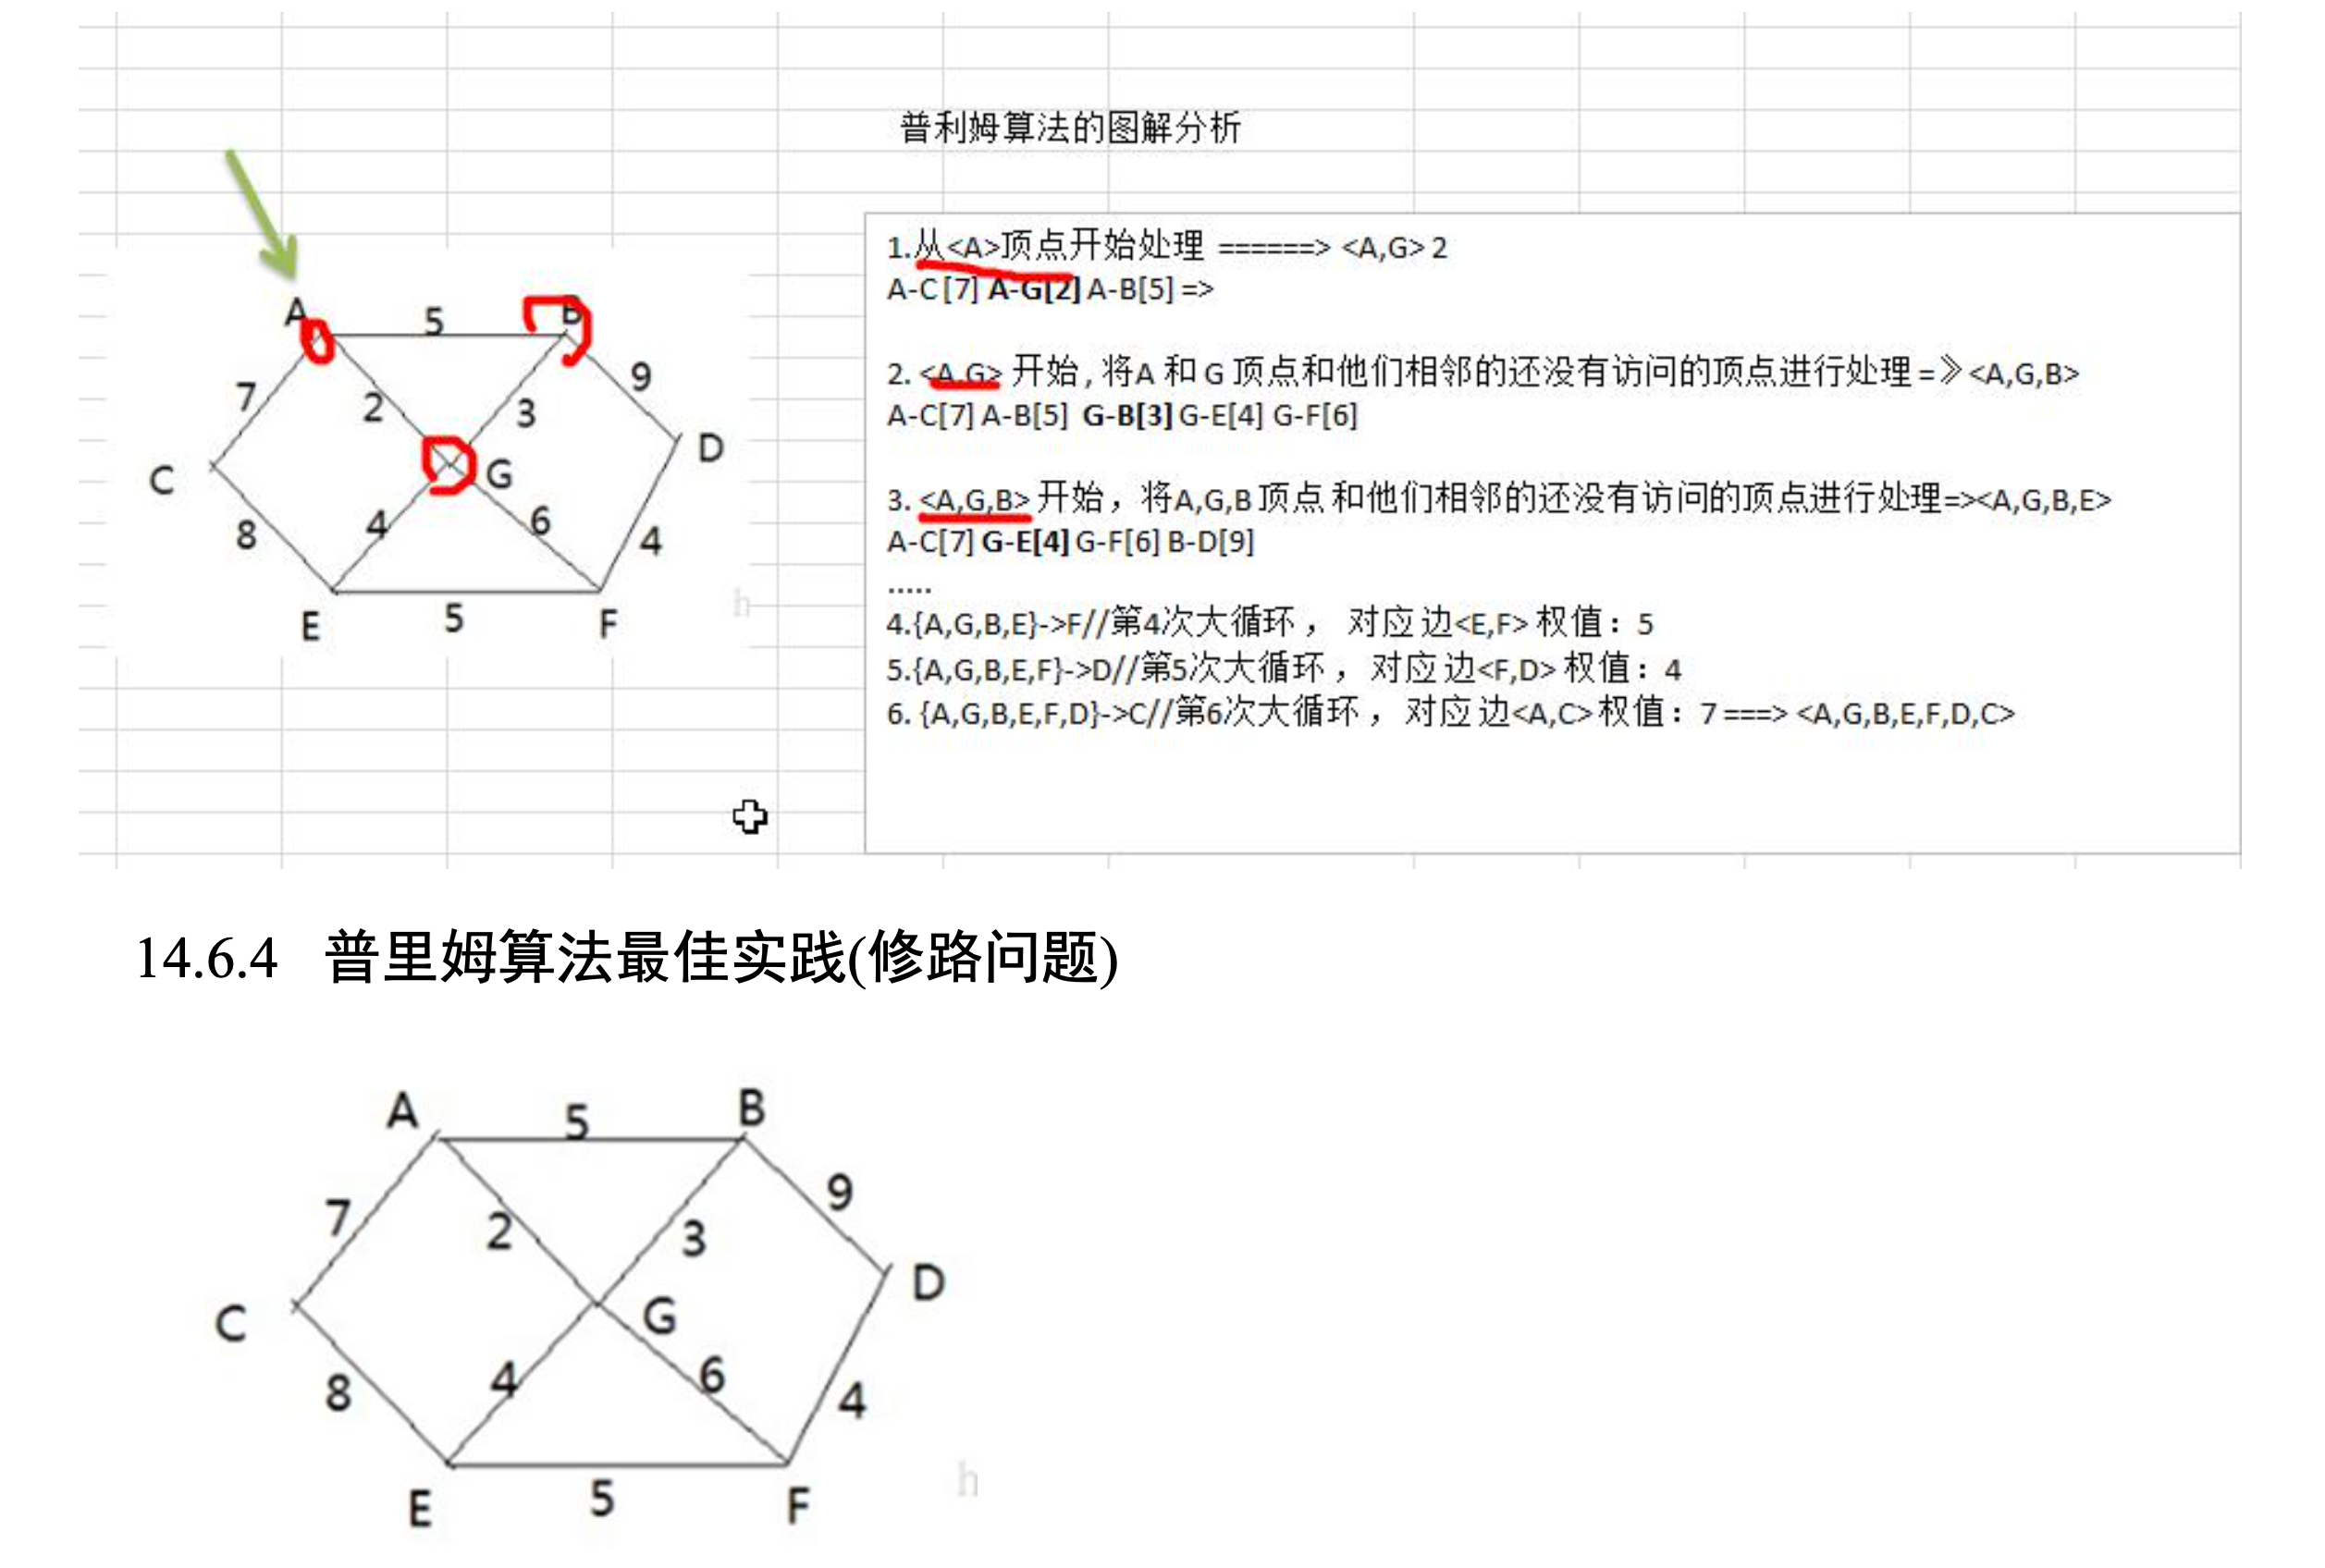 普利姆算法的图解分析
A
5
B
7
2
3
9
C
G
D
8
4
6
4
E
5
F
h
1.从<A>顶点开始处理 ======> <A,G> 2
A-C [7] A-G[2] A-B[5] =>
2. <A,G> 开始 , 将A 和 G 顶点和他们相邻的还没有访问的顶点进行处理 =》<A,G,B>
A-C[7] A-B[5] G-B[3] G-E[4] G-F[6]
3. <A,G,B> 开始，将A,G,B 顶点 和他们相邻的还没有访问的顶点进行处理=><A,G,B,E>
A-C[7] G-E[4] G-F[6] B-D[9]
.....
4.{A,G,B,E}->F//第4次大循环 ， 对应 边<E,F> 权值：5
5.{A,G,B,E,F}->D//第5次大循环 ，对应边<F,D> 权值：4
6. {A,G,B,E,F,D}->C//第6次大循环 ，对应 边<A,C> 权值：7 ===> <A,G,B,E,F,D,C>
14.6.4 普里姆算法最佳实践(修路问题)
A
5
B
7
2
3
9
C
G
D
8
4
6
4
E
5
F
h